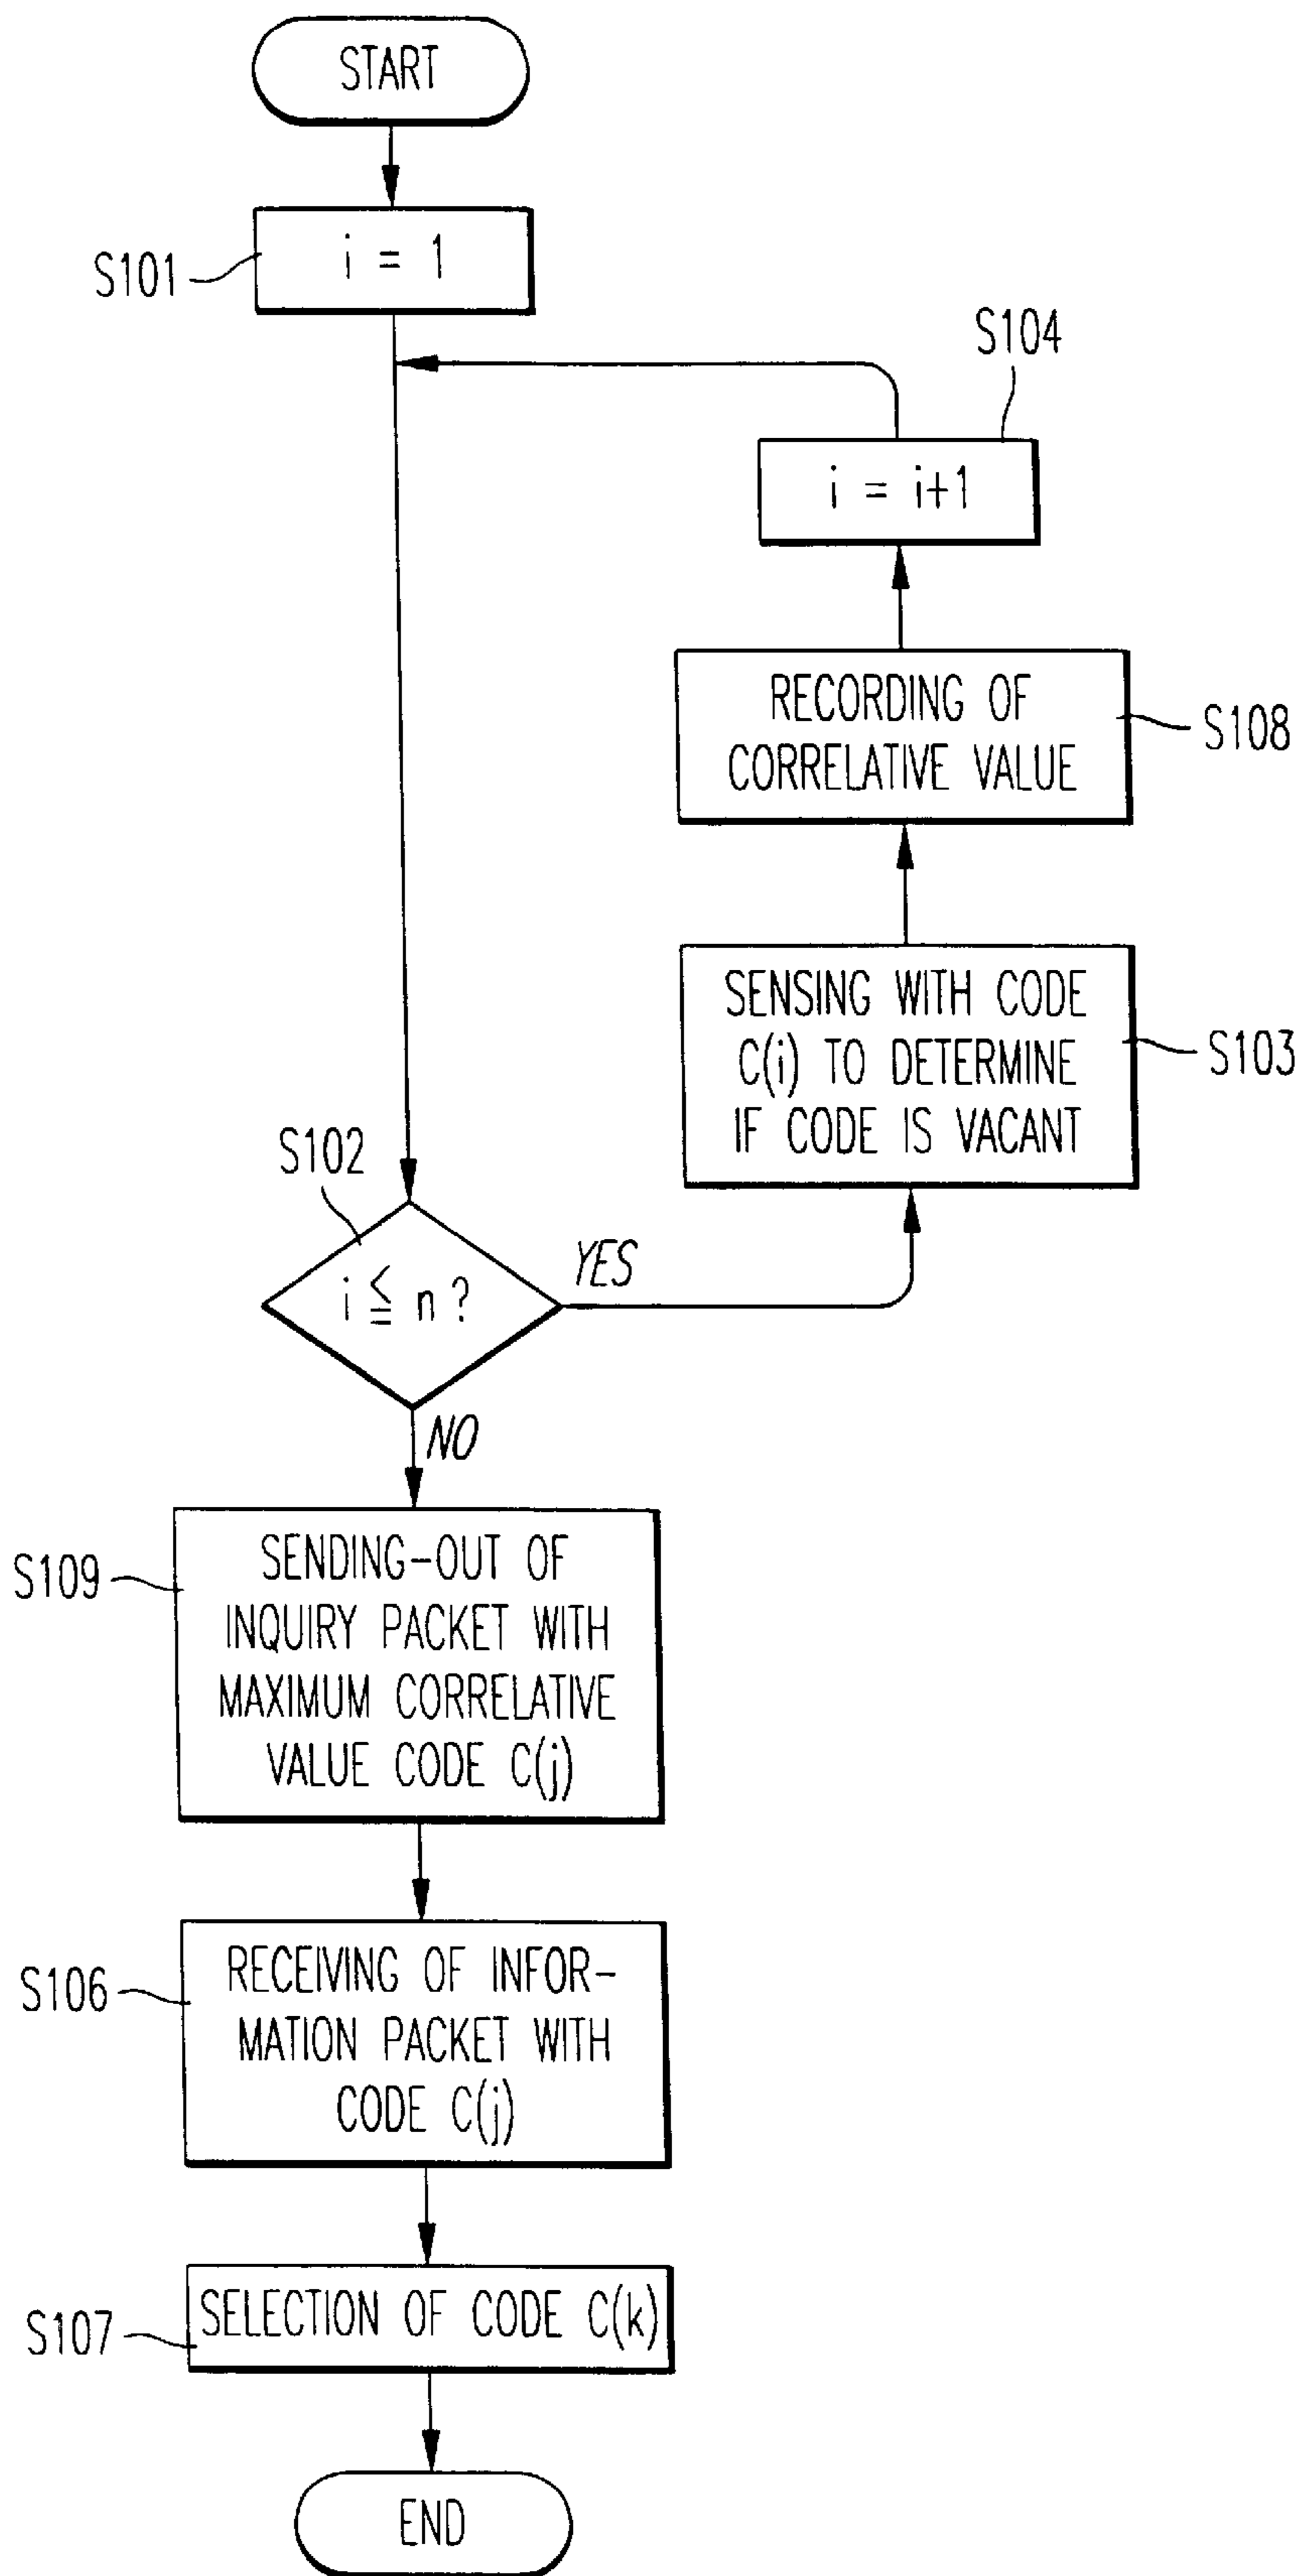 START
S101
i = 1
S104
i = i+1
RECORDING OF
CORRELATIVE VALUE
S108
SENSING WITH CODE
C(i) TO DETERMINE
IF CODE IS VACANT
S103
S102
i ≦ n ?
YES
NO
S109
SENDING-OUT OF
INQUIRY PACKET WITH
MAXIMUM CORRELATIVE
VALUE CODE C(j)
S106
RECEIVING OF INFOR-
MATION PACKET WITH
CODE C(j)
S107
SELECTION OF CODE C(k)
END